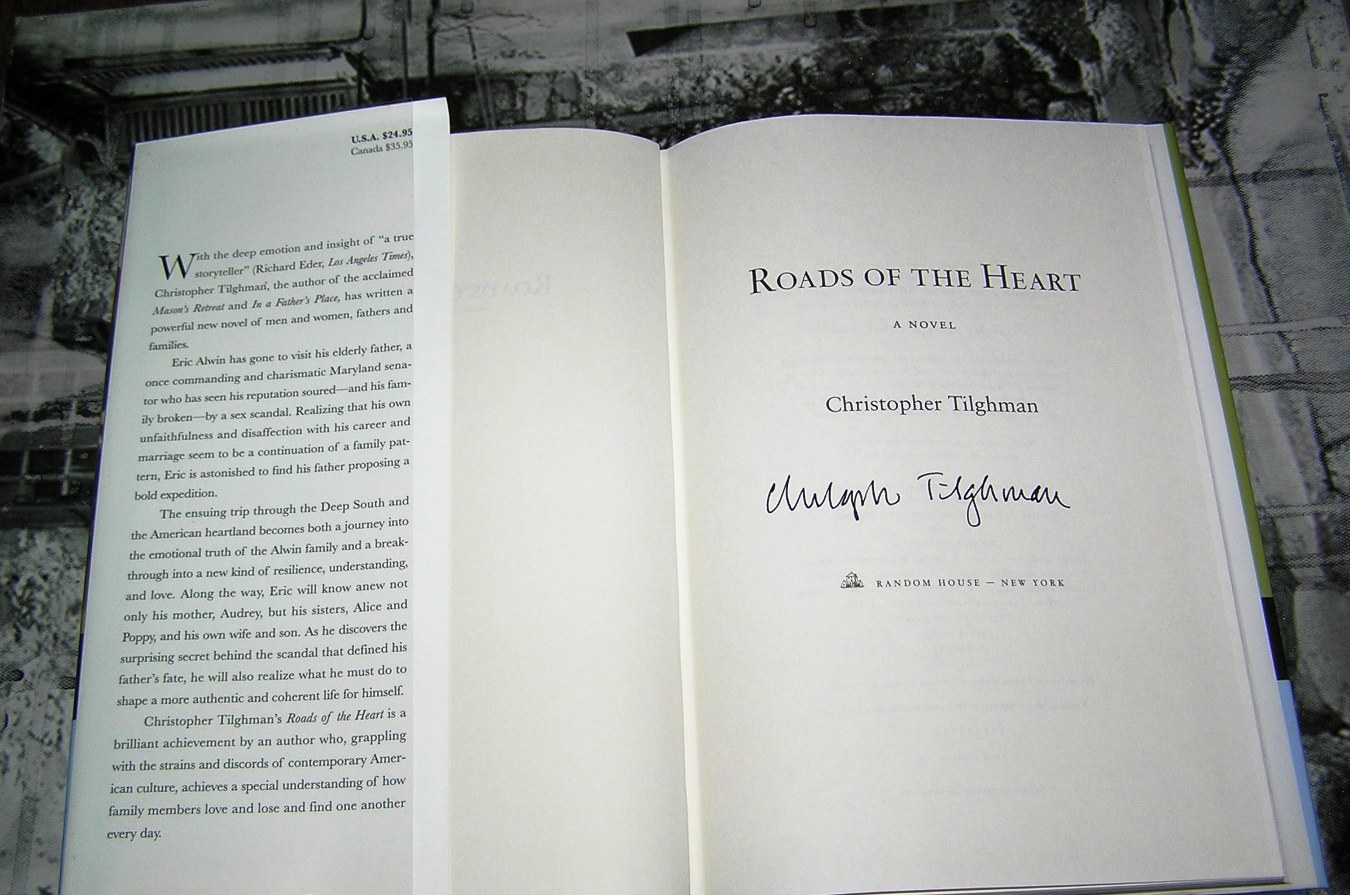 U.S.A. $24.95
Canada $35.95
With the deep emotion and insight of “a true
storyteller” (Richard Eder, Los Angeles Times),
Christopher Tilghman, the author of the acclaimed
Mason's Retreat and In a Father's Place, has written a
powerful new novel of men and women, fathers and
families.
Eric Alwin has gone to visit his elderly father, a
once commanding and charismatic Maryland sena-
tor who has seen his reputation soured—and his fam-
ily broken—by a sex scandal. Realizing that his own
unfaithfulness and disaffection with his career and
marriage seem to be a continuation of a family pat-
tern, Eric is astonished to find his father proposing a
bold expedition.
The ensuing trip through the Deep South and
the American heartland becomes both a journey into
the emotional truth of the Alwin family and a break-
through into a new kind of resilience, understanding,
and love. Along the way, Eric will know anew not
only his mother, Audrey, but his sisters, Alice and
Poppy, and his own wife and son. As he discovers the
surprising secret behind the scandal that defined his
father's fate, he will also realize what he must do to
shape a more authentic and coherent life for himself.
Christopher Tilghman's Roads of the Heart is a
brilliant achievement by an author who, grappling
with the strains and discords of contemporary Amer-
ican culture, achieves a special understanding of how
family members love and lose and find one another
every day.
ROADS OF THE HEART
A NOVEL
Christopher Tilghman
Christopher Tilghman
RANDOM HOUSE — NEW YORK